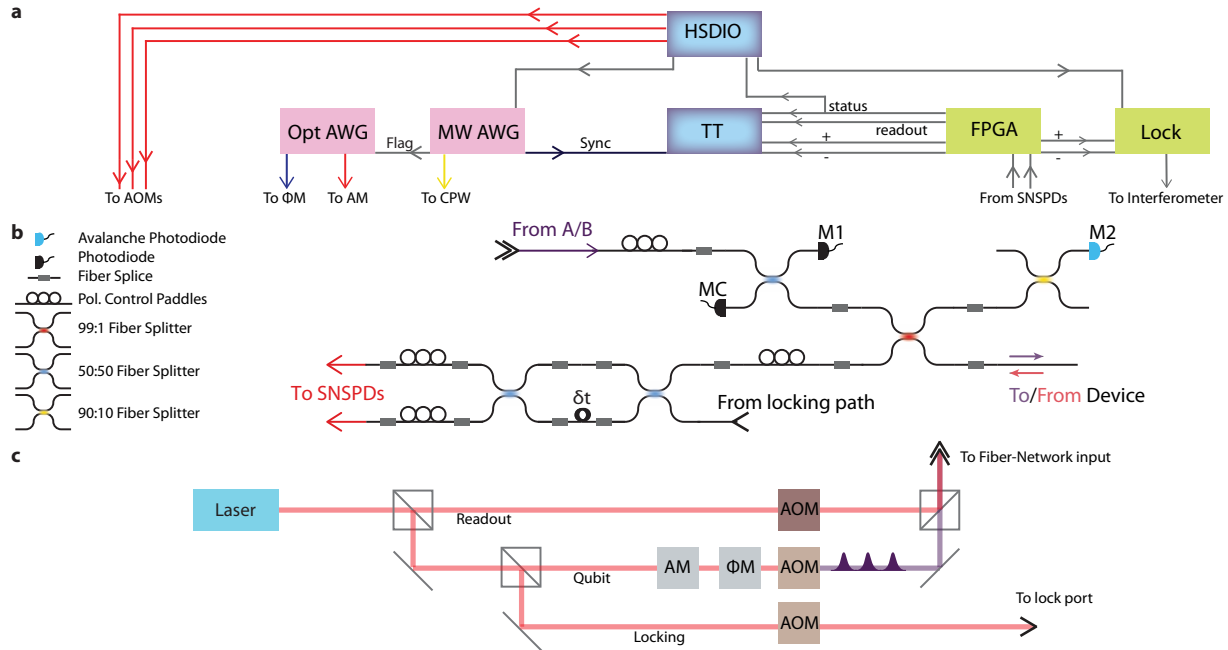 a
HSDIO
Opt AWG
Flag
MW AWG
Sync
TT
status
readout
+
-
FPGA
+
-
Lock
To AOMs
To ΦM
To AM
To CPW
From SNSPDs
To Interferometer
b
Avalanche Photodiode
Photodiode
Fiber Splice
Pol. Control Paddles
99:1 Fiber Splitter
50:50 Fiber Splitter
90:10 Fiber Splitter
From A/B
M1
M2
MC
To SNSPDs
δt
From locking path
To/From Device
c
To Fiber-Network input
Laser
Readout
AOM
Qubit
AM
ΦM
AOM
To lock port
Locking
AOM